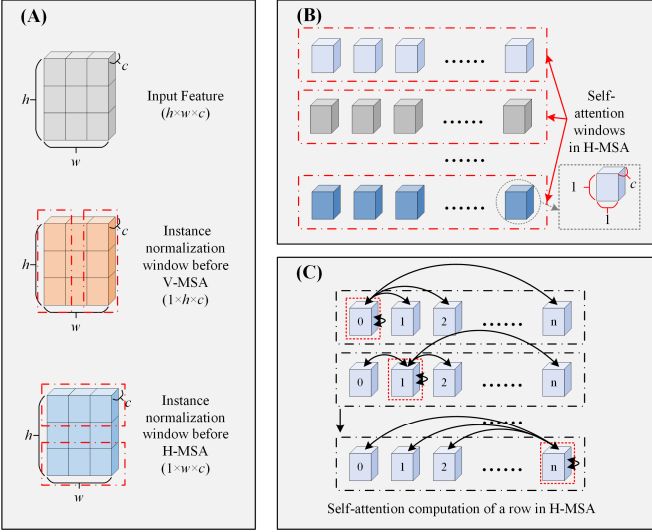 (A)
c
h
w
Input Feature
(h×w×c)
c
h
w
Instance
normalization
window before
V-MSA
(1×h×c)
c
h
w
Instance
normalization
window before
H-MSA
(1×w×c)
(B)
......
......
......
......
Self-
attention
windows
in H-MSA
1
c
1
(C)
0 1 2 ...... n
0 1 2 ...... n
......
0 1 2 ...... n
Self-attention computation of a row in H-MSA